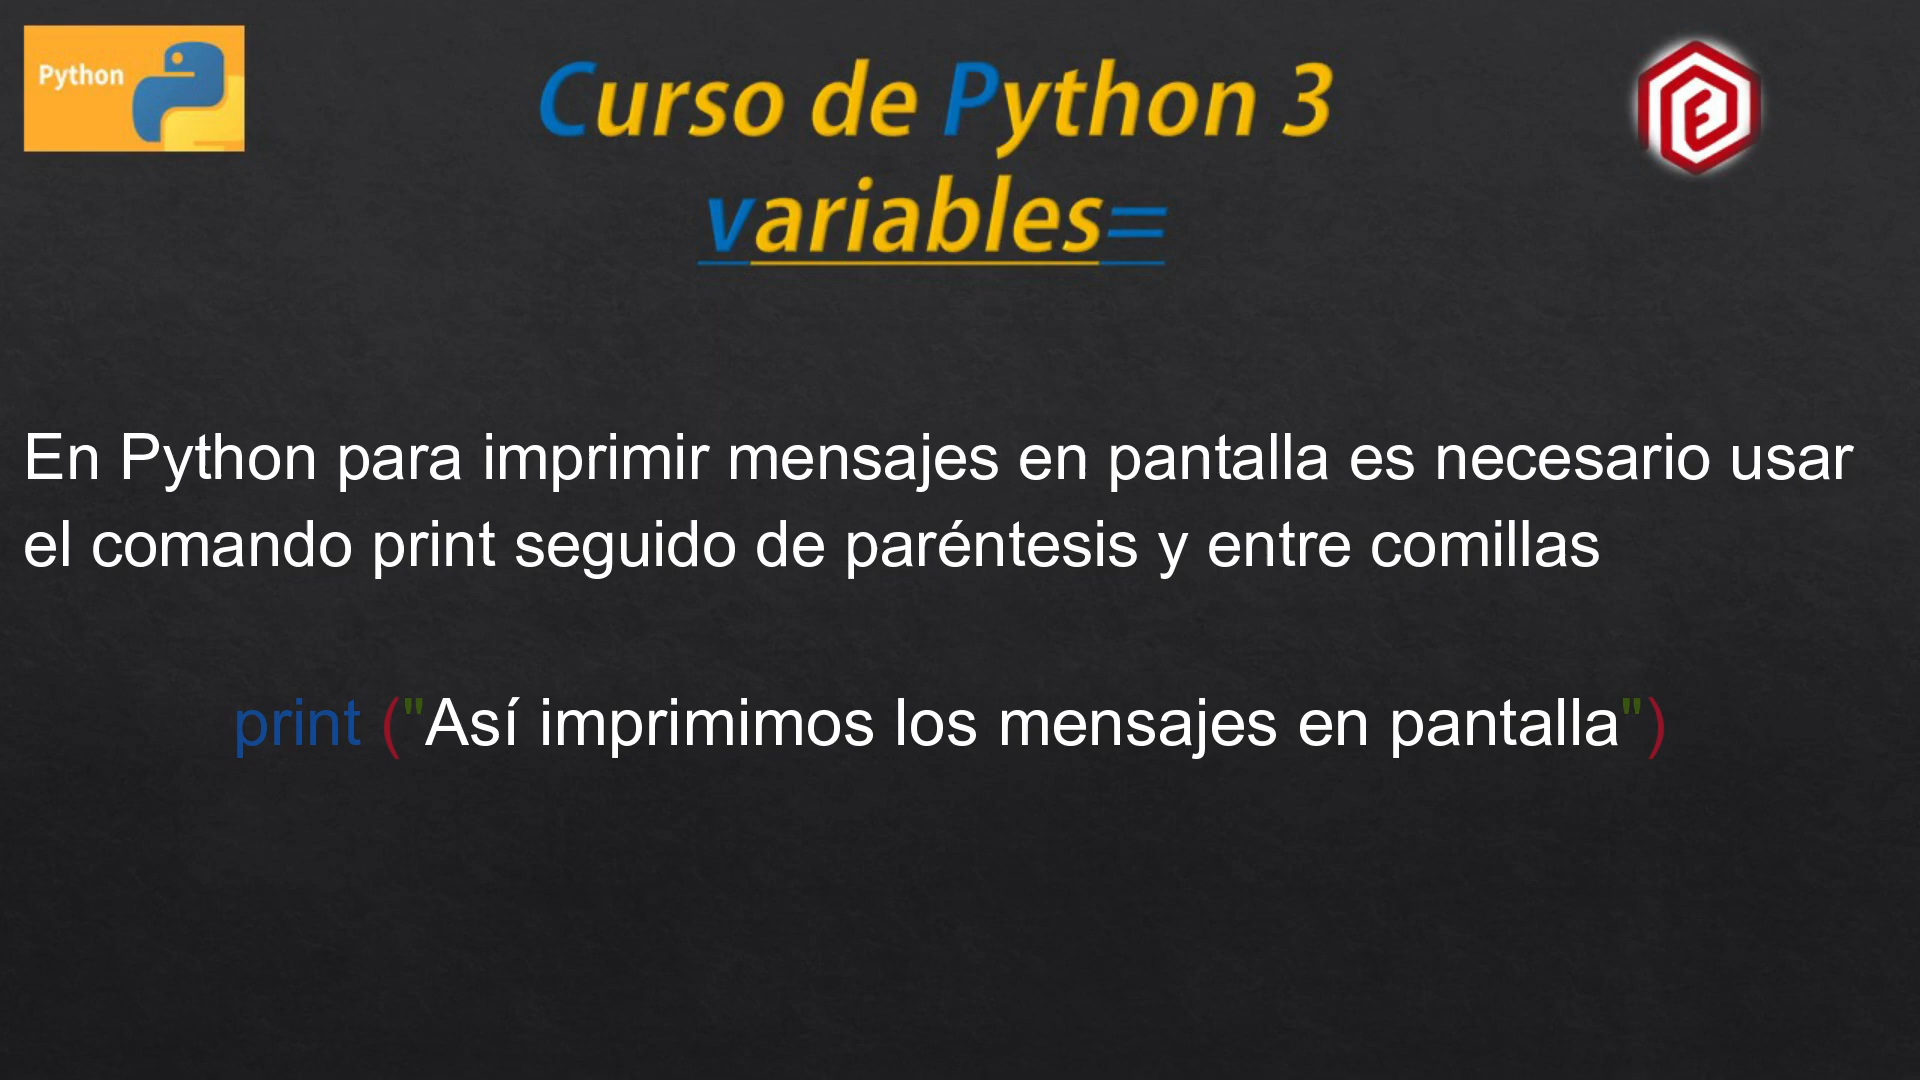 Python
Curso de Python 3
variables=
En Python para imprimir mensajes en pantalla es necesario usar
el comando print seguido de paréntesis y entre comillas
print ("Así imprimimos los mensajes en pantalla")